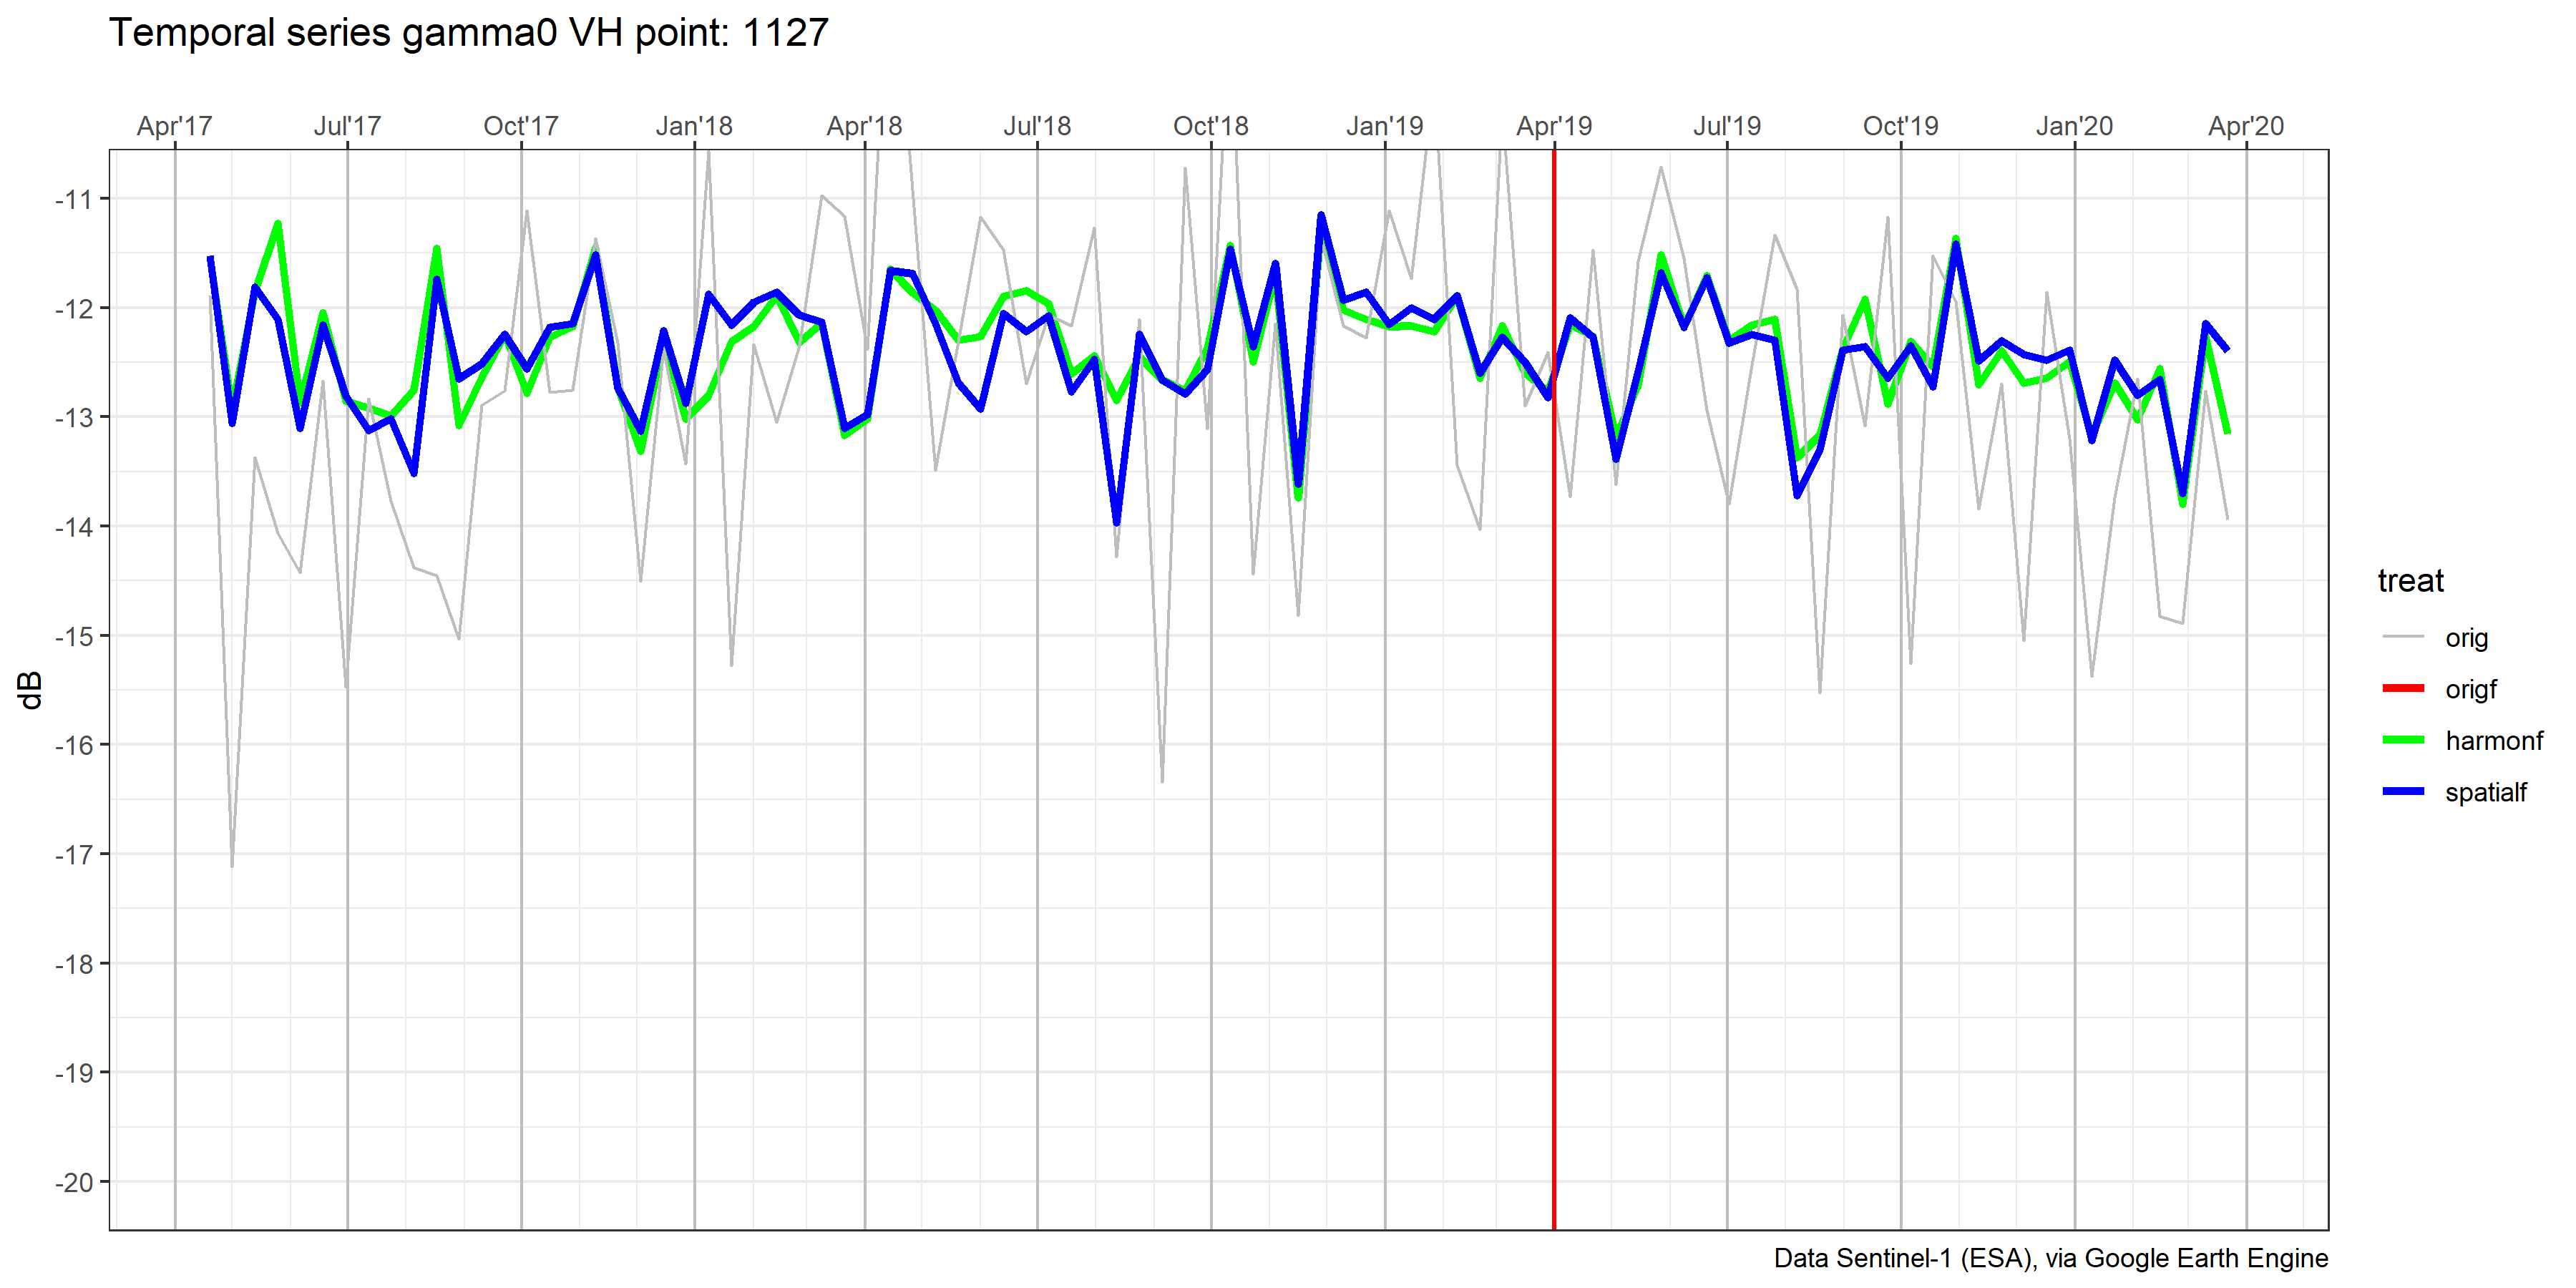 Temporal series gamma0 VH point: 1127
Apr'17 Jul'17 Oct'17 Jan'18 Apr'18 Jul'18 Oct'18 Jan'19 Apr'19 Jul'19 Oct'19 Jan'20 Apr'20
-11
-12
-13
-14
-15
-16
-17
-18
-19
-20
dB
treat
orig
origf
harmonf
spatialf
Data Sentinel-1 (ESA), via Google Earth Engine